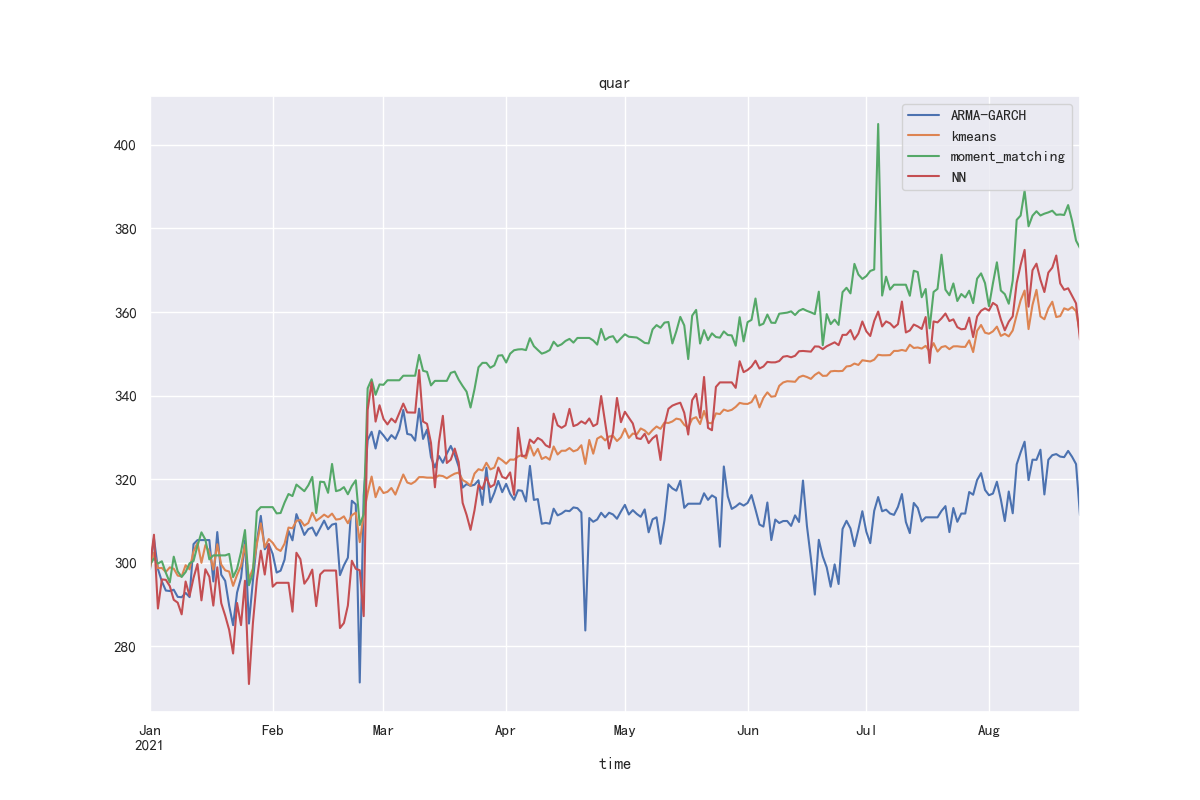 quar
ARMA-GARCH
kmeans
moment_matching
NN
400
380
360
340
320
300
280
Jan Feb Mar Apr May Jun Jul Aug
2021
time